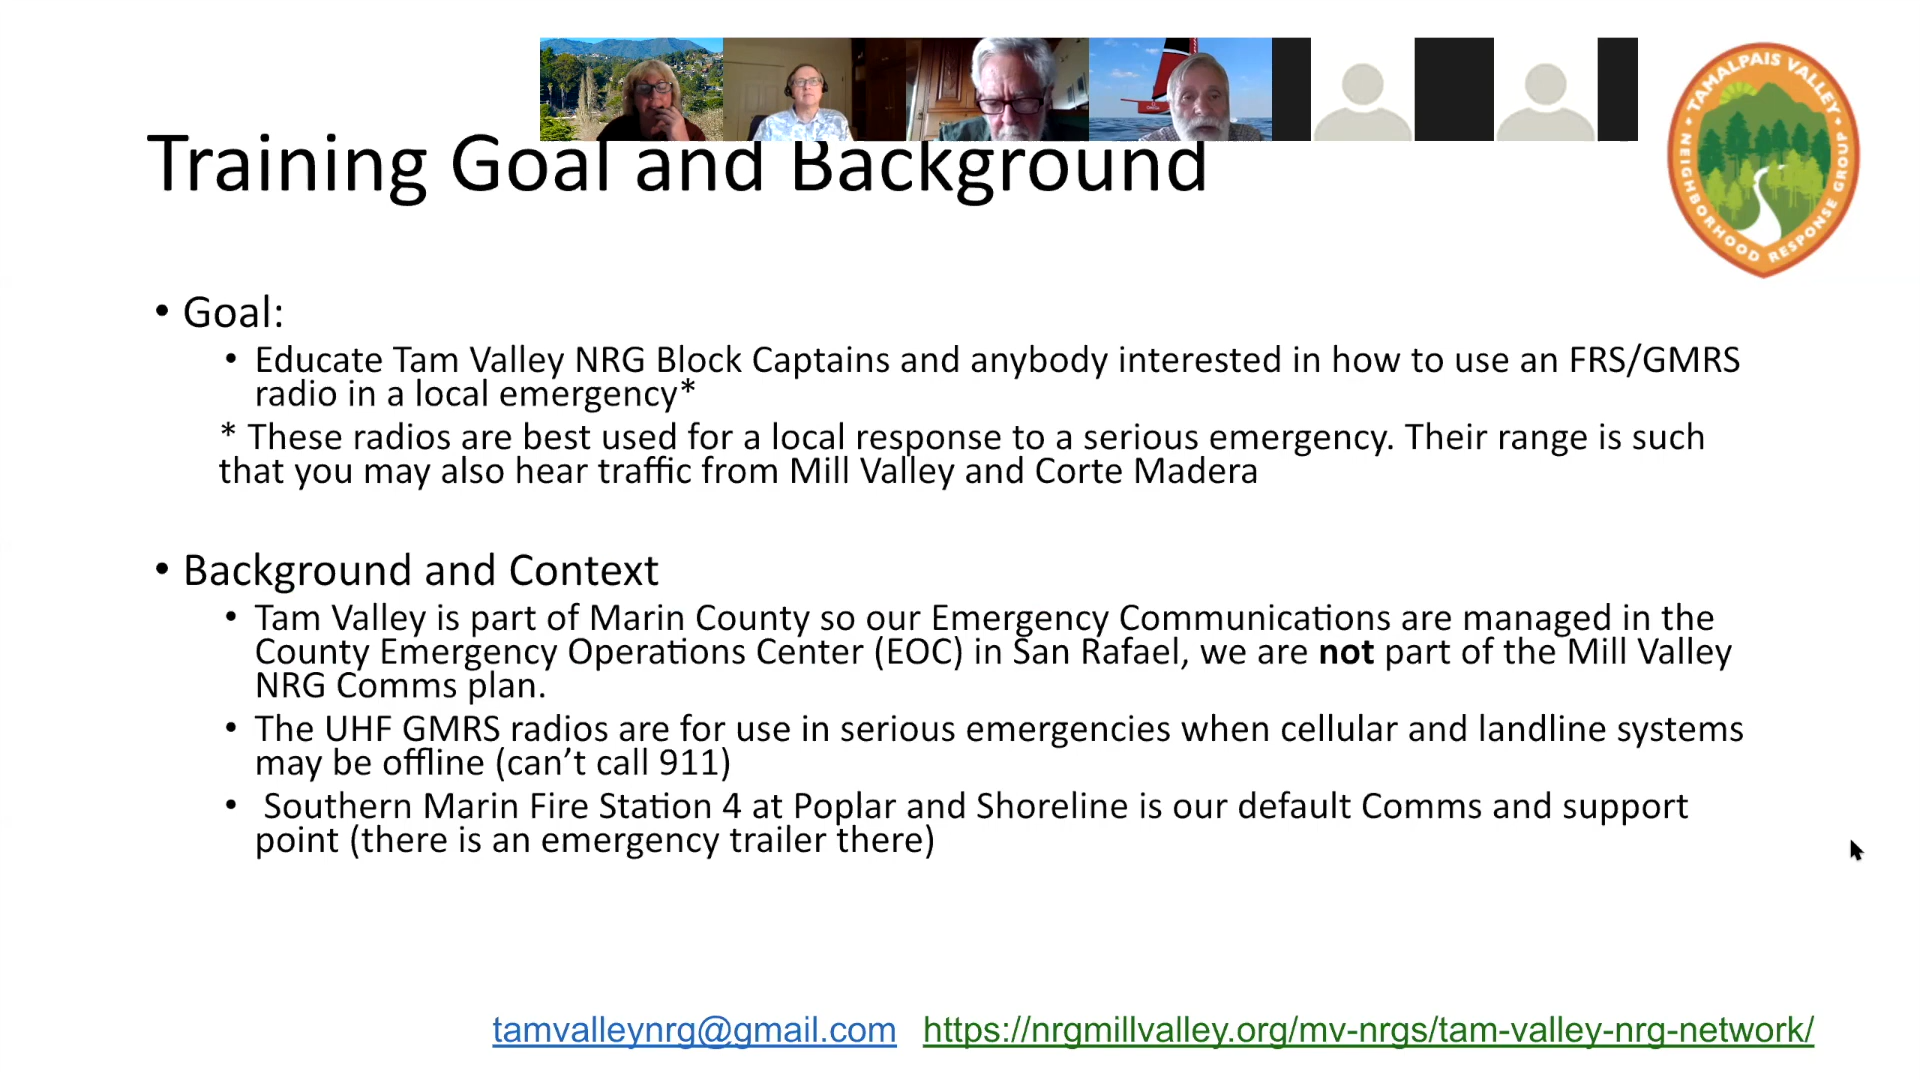 TAMALPAIS VALLEY
NEIGHBORHOOD RESPONSE GROUP
Training Goal and Background
• Goal:
• Educate Tam Valley NRG Block Captains and anybody interested in how to use an FRS/GMRS
radio in a local emergency*
* These radios are best used for a local response to a serious emergency. Their range is such
that you may also hear traffic from Mill Valley and Corte Madera
• Background and Context
• Tam Valley is part of Marin County so our Emergency Communications are managed in the
County Emergency Operations Center (EOC) in San Rafael, we are not part of the Mill Valley
NRG Comms plan.
• The UHF GMRS radios are for use in serious emergencies when cellular and landline systems
may be offline (can’t call 911)
• Southern Marin Fire Station 4 at Poplar and Shoreline is our default Comms and support
point (there is an emergency trailer there)
tamvalleynrg@gmail.com https://nrgmillvalley.org/mv-nrgs/tam-valley-nrg-network/